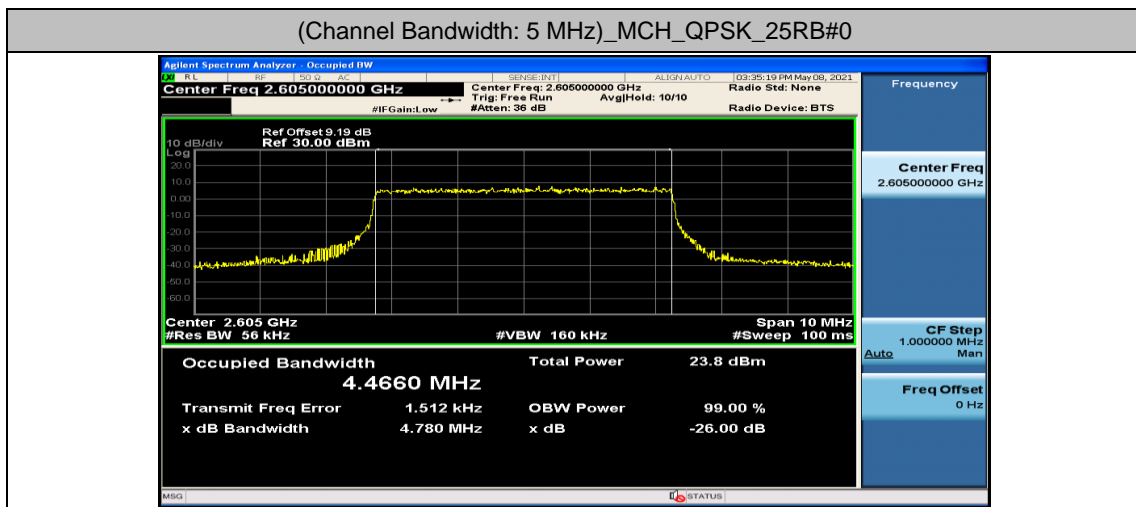 (Channel Bandwidth: 5 MHz)_MCH_QPSK_25RB#0
Agilent Spectrum Analyzer - Occupied BW
LXI RL RF 50 Ω AC SENSE:INT ALIGN AUTO 03:35:19 PM May 08, 2021
Center Freq 2.605000000 GHz
Center Freq: 2.605000000 GHz
Radio Std: None
Trig: Free Run Avg|Hold: 10/10
#IFGain:Low #Atten: 36 dB Radio Device: BTS
Frequency
Ref Offset 9.19 dB
10 dB/div Ref 30.00 dBm
Log
20.0
10.0
0.00
-10.0
-20.0
-30.0
-40.0
-50.0
-60.0
Center 2.605 GHz Span 10 MHz
#Res BW 56 kHz #VBW 160 kHz #Sweep 100 ms
Occupied Bandwidth Total Power 23.8 dBm
4.4660 MHz
Transmit Freq Error 1.512 kHz OBW Power 99.00 %
x dB Bandwidth 4.780 MHz x dB -26.00 dB
Center Freq
2.605000000 GHz
CF Step
1.000000 MHz
Auto Man
Freq Offset
0 Hz
MSG STATUS